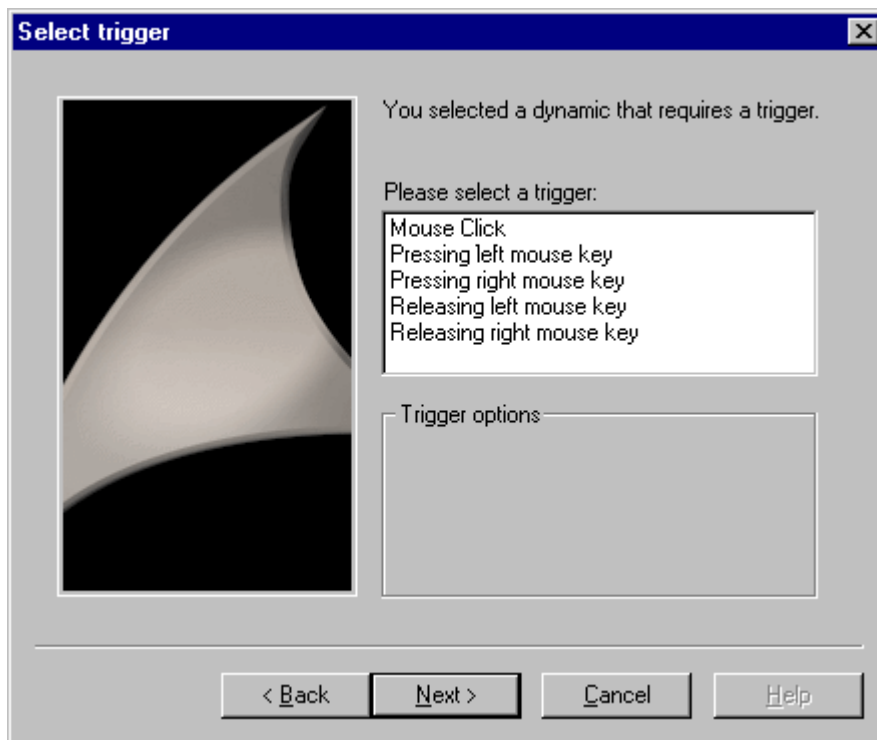 Select trigger
You selected a dynamic that requires a trigger.
Please select a trigger:
Mouse Click
Pressing left mouse key
Pressing right mouse key
Releasing left mouse key
Releasing right mouse key
Trigger options
< Back
Next >
Cancel
Help